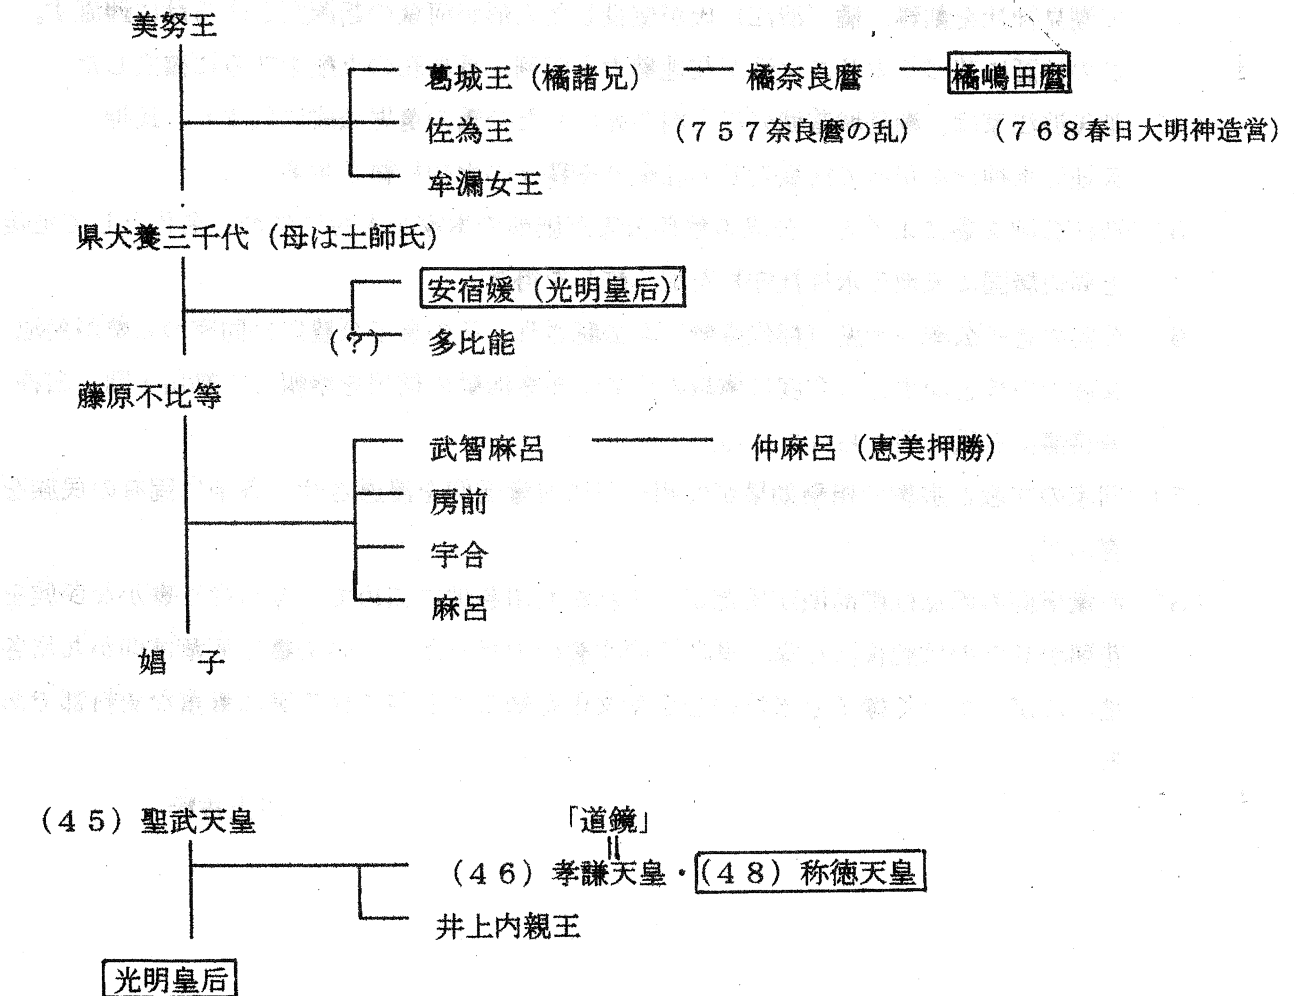 美努王
葛城王（橘諸兄） 橘奈良麿 橘嶋田麿
佐為王 （７５７奈良麿の乱） （７６８春日大明神造営）
牟漏女王
県犬養三千代（母は土師氏）
安宿媛（光明皇后）
（？） 多比能
藤原不比等
武智麻呂 仲麻呂（恵美押勝）
房前
宇合
麻呂
娼　子
（４５）聖武天皇 「道鏡」
（４６）孝謙天皇・（４８）称徳天皇
井上内親王
光明皇后